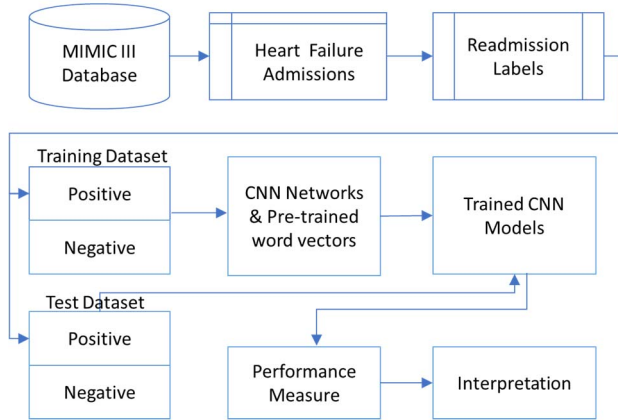 MIMIC III
Database
Heart Failure
Admissions
Readmission
Labels
Training Dataset
Positive
Negative
CNN Networks
& Pre-trained
word vectors
Trained CNN
Models
Test Dataset
Positive
Negative
Performance
Measure
Interpretation